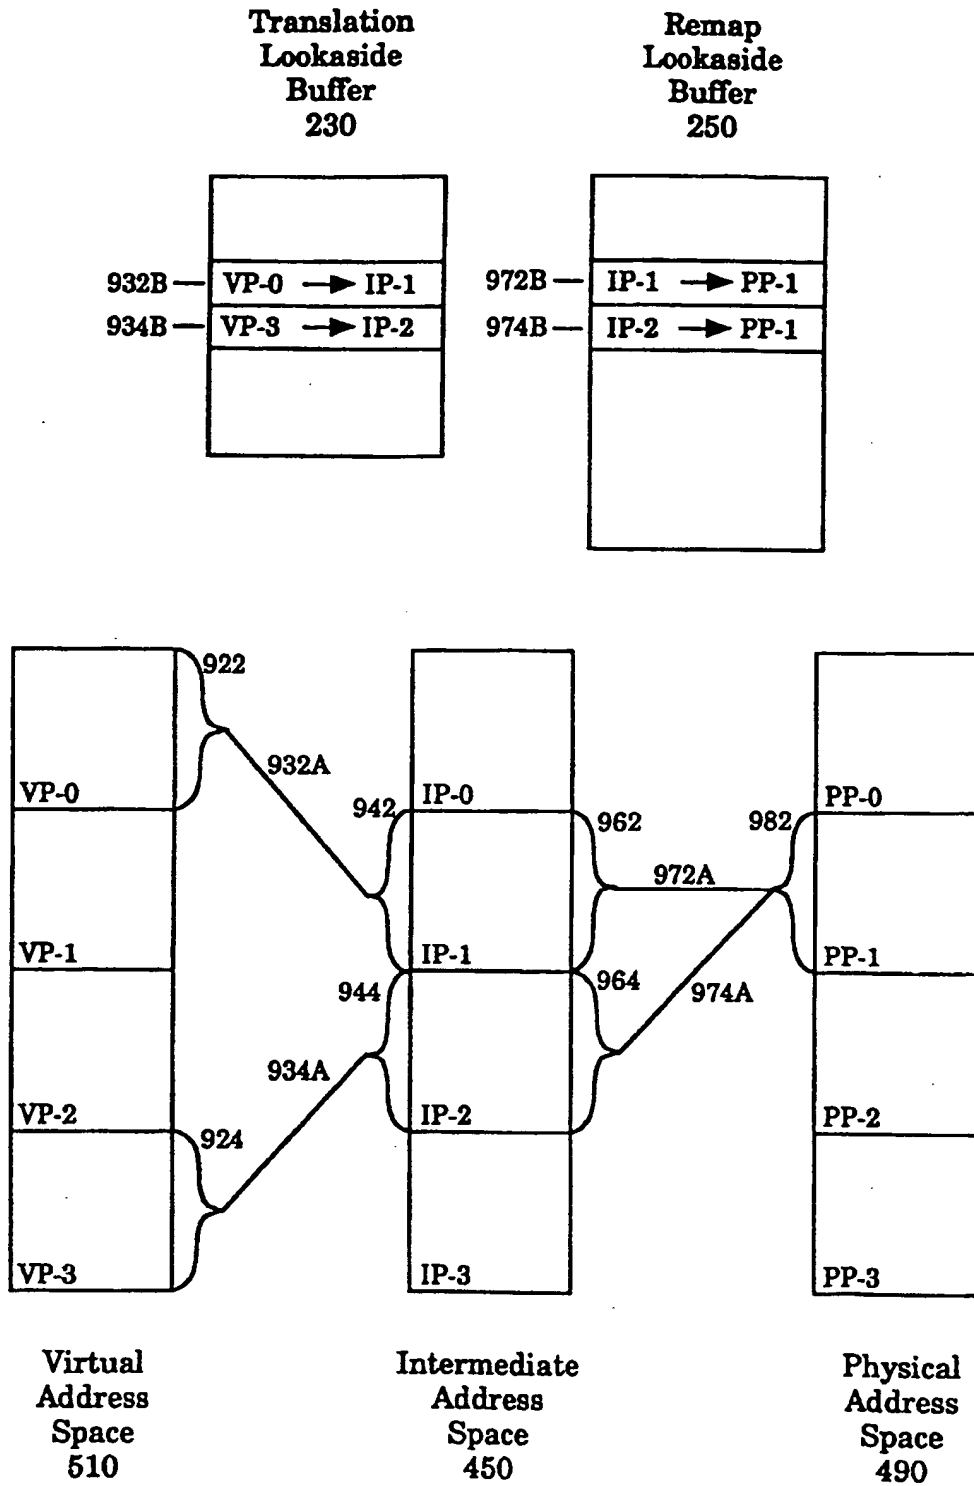 Translation
Lookaside
Buffer
230
Remap
Lookaside
Buffer
250
932B
VP-0 → IP-1
934B
VP-3 → IP-2
972B
IP-1 → PP-1
974B
IP-2 → PP-1
922
932A
VP-0
942
IP-0
962
982
PP-0
972A
VP-1
IP-1
PP-1
944
964
974A
934A
VP-2
924
IP-2
PP-2
VP-3
IP-3
PP-3
Virtual
Address
Space
510
Intermediate
Address
Space
450
Physical
Address
Space
490